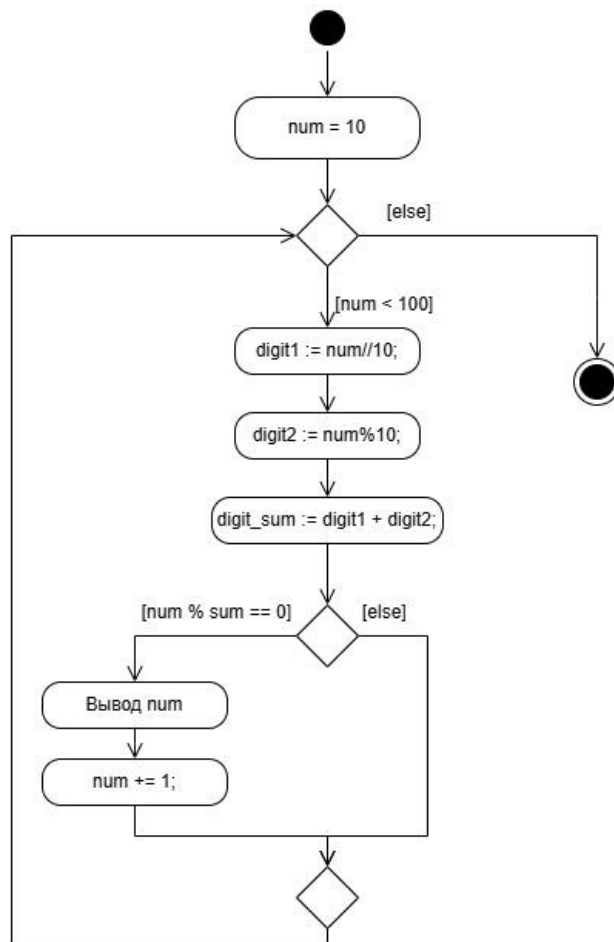 num = 10
[else]
[num < 100]
digit1 := num//10;
digit2 := num%10;
digit_sum := digit1 + digit2;
[num % sum == 0]
[else]
Вывод num
num += 1;